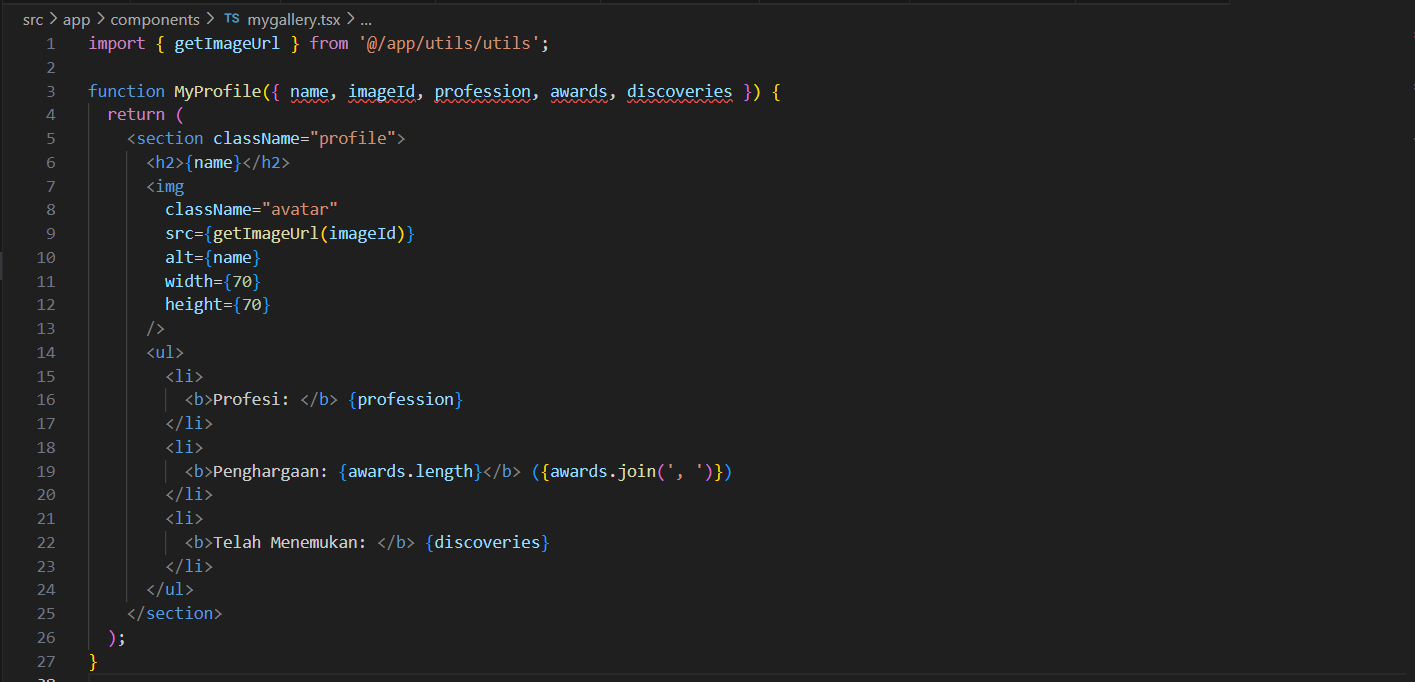 src > app > components > TS mygallery.tsx > ...
1 import { getImageUrl } from '@/app/utils/utils';
2
3 function MyProfile({ name, imageId, profession, awards, discoveries }) {
4   return (
5     <section className="profile">
6       <h2>{name}</h2>
7       <img
8         className="avatar"
9         src={getImageUrl(imageId)}
10         alt={name}
11         width={70}
12         height={70}
13       />
14       <ul>
15         <li>
16           <b>Profesi: </b> {profession}
17         </li>
18         <li>
19           <b>Penghargaan: {awards.length}</b> ({awards.join(', ')})
20         </li>
21         <li>
22           <b>Telah Menemukan: </b> {discoveries}
23         </li>
24       </ul>
25     </section>
26   );
27 }